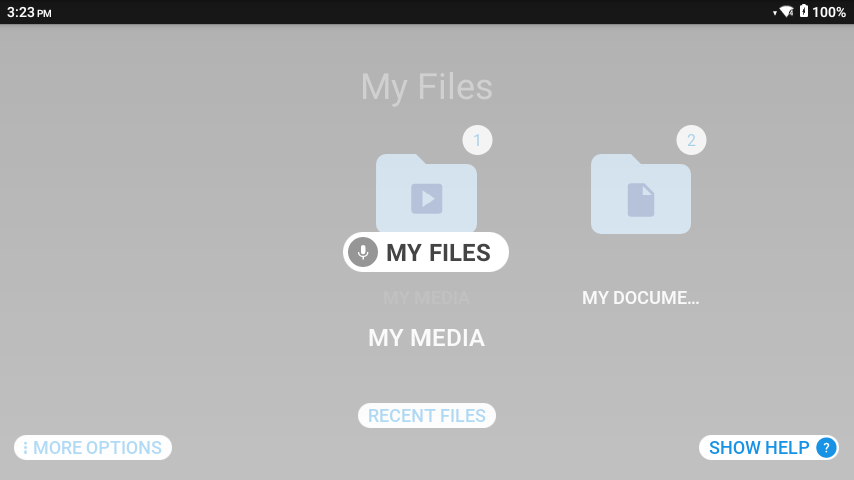 3:23 PM
100%
My Files
1
2
MY FILES
MY MEDIA
MY DOCUME...
MY MEDIA
RECENT FILES
MORE OPTIONS
SHOW HELP ?